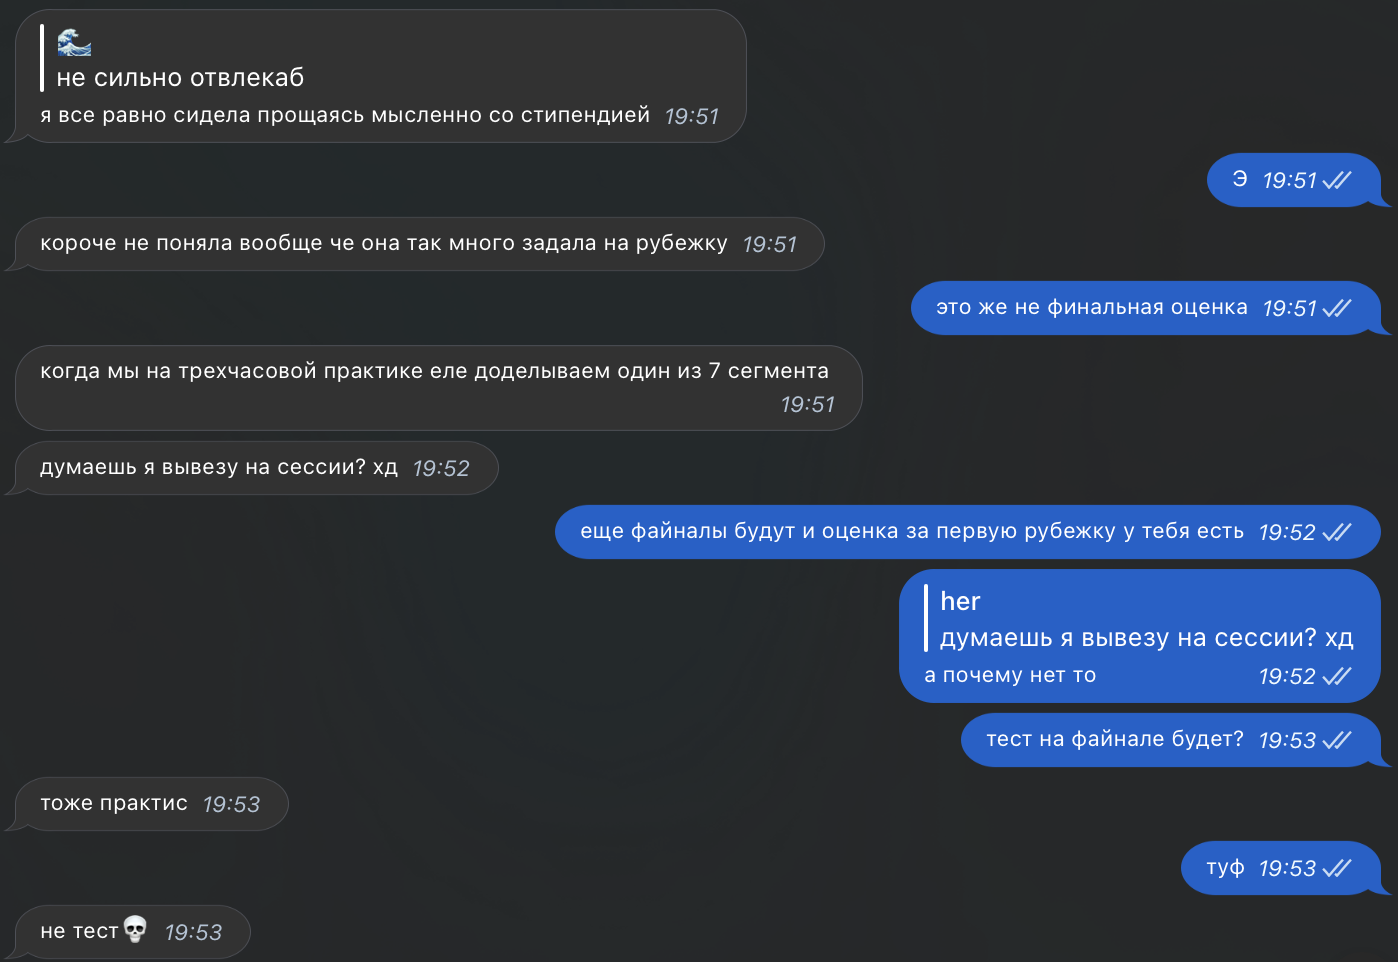 🌊
не сильно отвлекаб
я все равно сидела прощаясь мысленно со стипендией 19:51
Э 19:51
короче не поняла вообще че она так много задала на рубежку 19:51
это же не финальная оценка 19:51
когда мы на трехчасовой практике еле доделываем один из 7 сегмента
19:51
думаешь я вывезу на сессии? хд 19:52
еще файналы будут и оценка за первую рубежку у тебя есть 19:52
her
думаешь я вывезу на сессии? хд
а почему нет то 19:52
тест на файнале будет? 19:53
тоже практис 19:53
туф 19:53
не тест💀 19:53